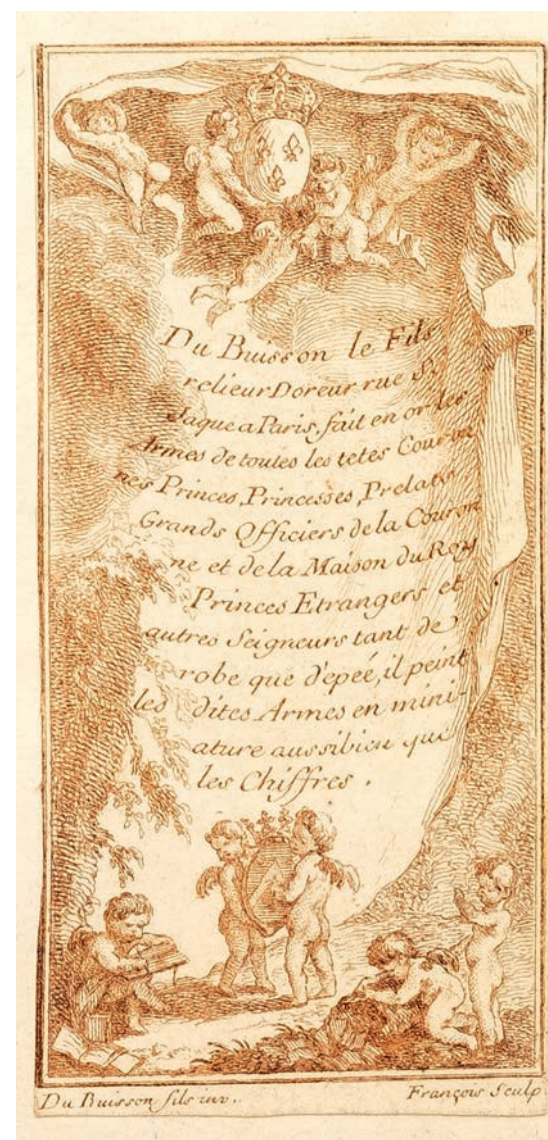 Du Buisson le Fils
relieur Doreur rue St.
Jaque a Paris, fait en or les
Armes de toutes les tetes Couron
nes Princes, Princesses, Prelats
Grands Officiers de la Couron
ne et de la Maison du Roy
Princes Etrangers et
autres Seigneurs tant de
robe que d'epeé, il peint
les dites Armes en mini-
ature aussibien que
les Chiffres.
Du Buisson fils inv..
François Sculp